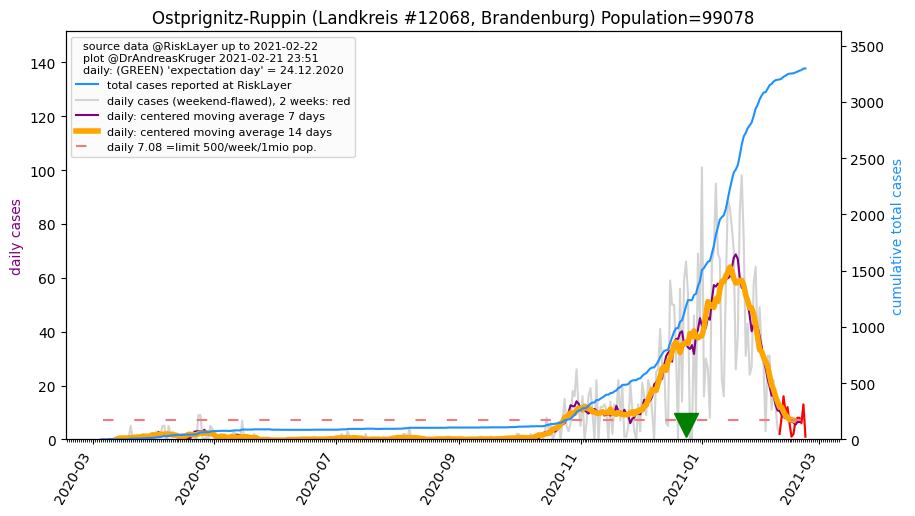 Ostprignitz-Ruppin (Landkreis #12068, Brandenburg) Population=99078
source data @RiskLayer up to 2021-02-22
plot @DrAndreasKruger 2021-02-21 23:51
daily: (GREEN) 'expectation day' = 24.12.2020
total cases reported at RiskLayer
daily cases (weekend-flawed), 2 weeks: red
daily: centered moving average 7 days
daily: centered moving average 14 days
daily 7.08 =limit 500/week/1mio pop.
daily cases
140
120
100
80
60
40
20
0
cumulative total cases
3500
3000
2500
2000
1500
1000
500
0
2020-03
2020-05
2020-07
2020-09
2020-11
2021-01
2021-03